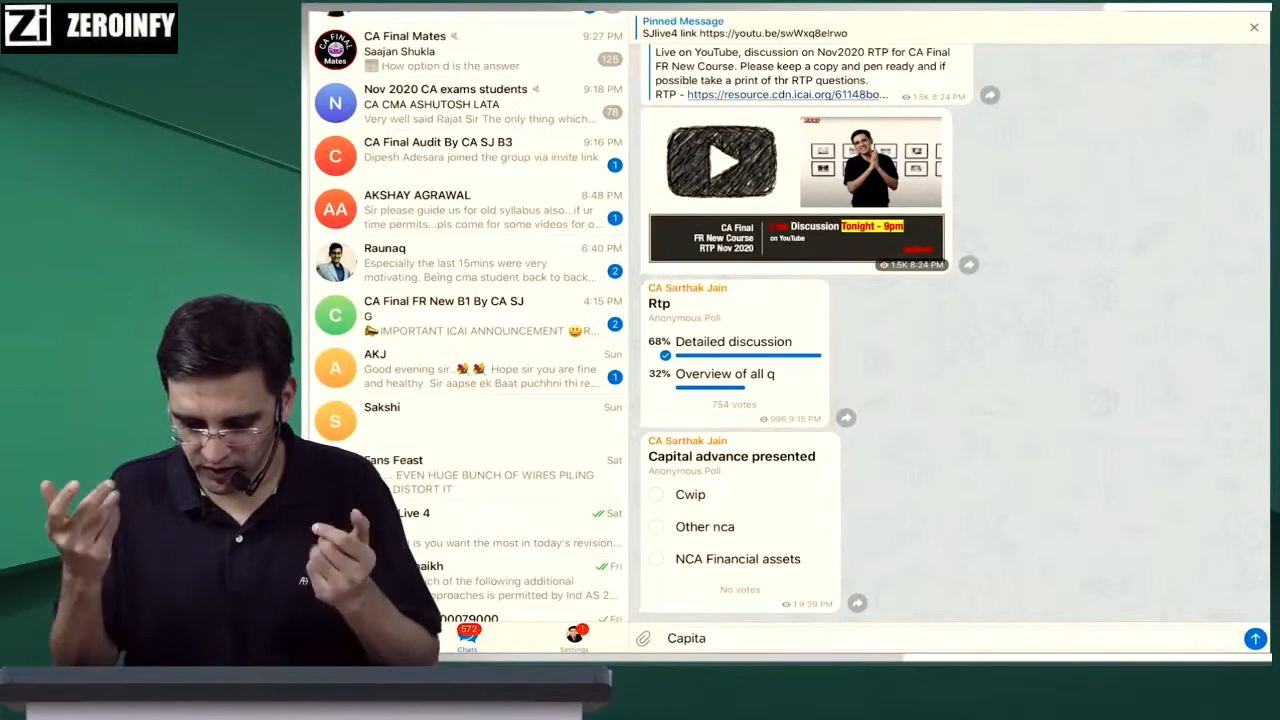 Zi ZEROINFY
CA Final Mates
9:27 PM
Saajan Shukla
How option d is the answer
125
Nov 2020 CA exams students
9:18 PM
CA CMA ASHUTOSH LATA
Very well said Rajat Sir The only thing which...
78
CA Final Audit By CA SJ B3
9:16 PM
Dipesh Adesara joined the group via invite link
1
AKSHAY AGRAWAL
8:48 PM
Sir please guide us for old syllabus also...if ur
time permits...pls come for some videos for o...
1
Raunaq
6:40 PM
Especially the last 15mins were very
motivating. Being cma student back to back...
2
CA Final FR New B1 By CA SJ
4:15 PM
G
IMPORTANT ICAI ANNOUNCEMENT R...
2
AKJ
Sun
Good evening sir.. Hope sir you are fine
and healthy Sir aapse ek Baat puchhni thi re...
1
Sakshi
Sun
Fans Feast
Sat
... EVEN HUGE BUNCH OF WIRES PILING
DISTORT IT
Live 4
Sat
is you want the most in today's revision...
Fri
ch of the following additional
approaches is permitted by Ind AS 2...
00079000
Fri
572
Chats
1
Settings
CA FINAL
Mates
N
C
AA
C
A
S
Pinned Message
SJlive4 link https://youtu.be/swWxq8elrwo
Live on YouTube, discussion on Nov2020 RTP for CA Final
FR New Course. Please keep a copy and pen ready and if
possible take a print of thr RTP questions.
RTP - https://resource.cdn.icai.org/61148bo...
1.5K 8:24 PM
CA Final
FR New Course
RTP Nov 2020
Discussion Tonight - 9pm
on YouTube
1.5K 8:24 PM
CA Sarthak Jain
Rtp
Anonymous Poll
68% Detailed discussion
32% Overview of all q
754 votes
996 9:15 PM
CA Sarthak Jain
Capital advance presented
Anonymous Poll
Cwip
Other nca
NCA Financial assets
No votes
1 9:39 PM
Capita